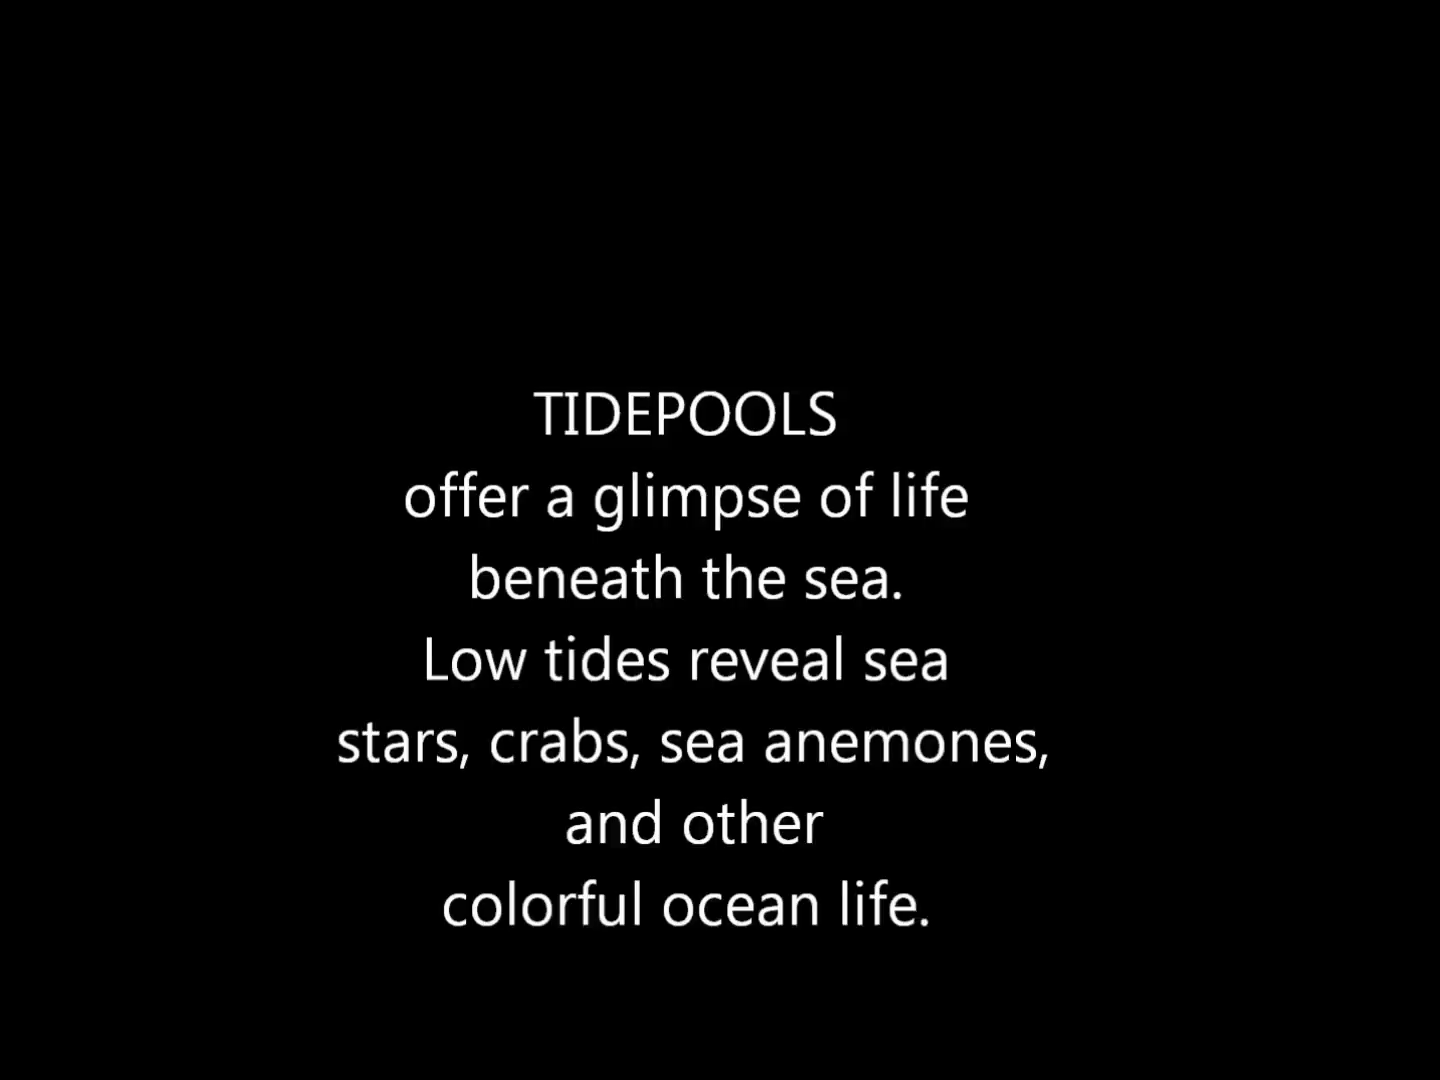 TIDEPOOLS
offer a glimpse of life
beneath the sea.
Low tides reveal sea
stars, crabs, sea anemones,
and other
colorful ocean life.